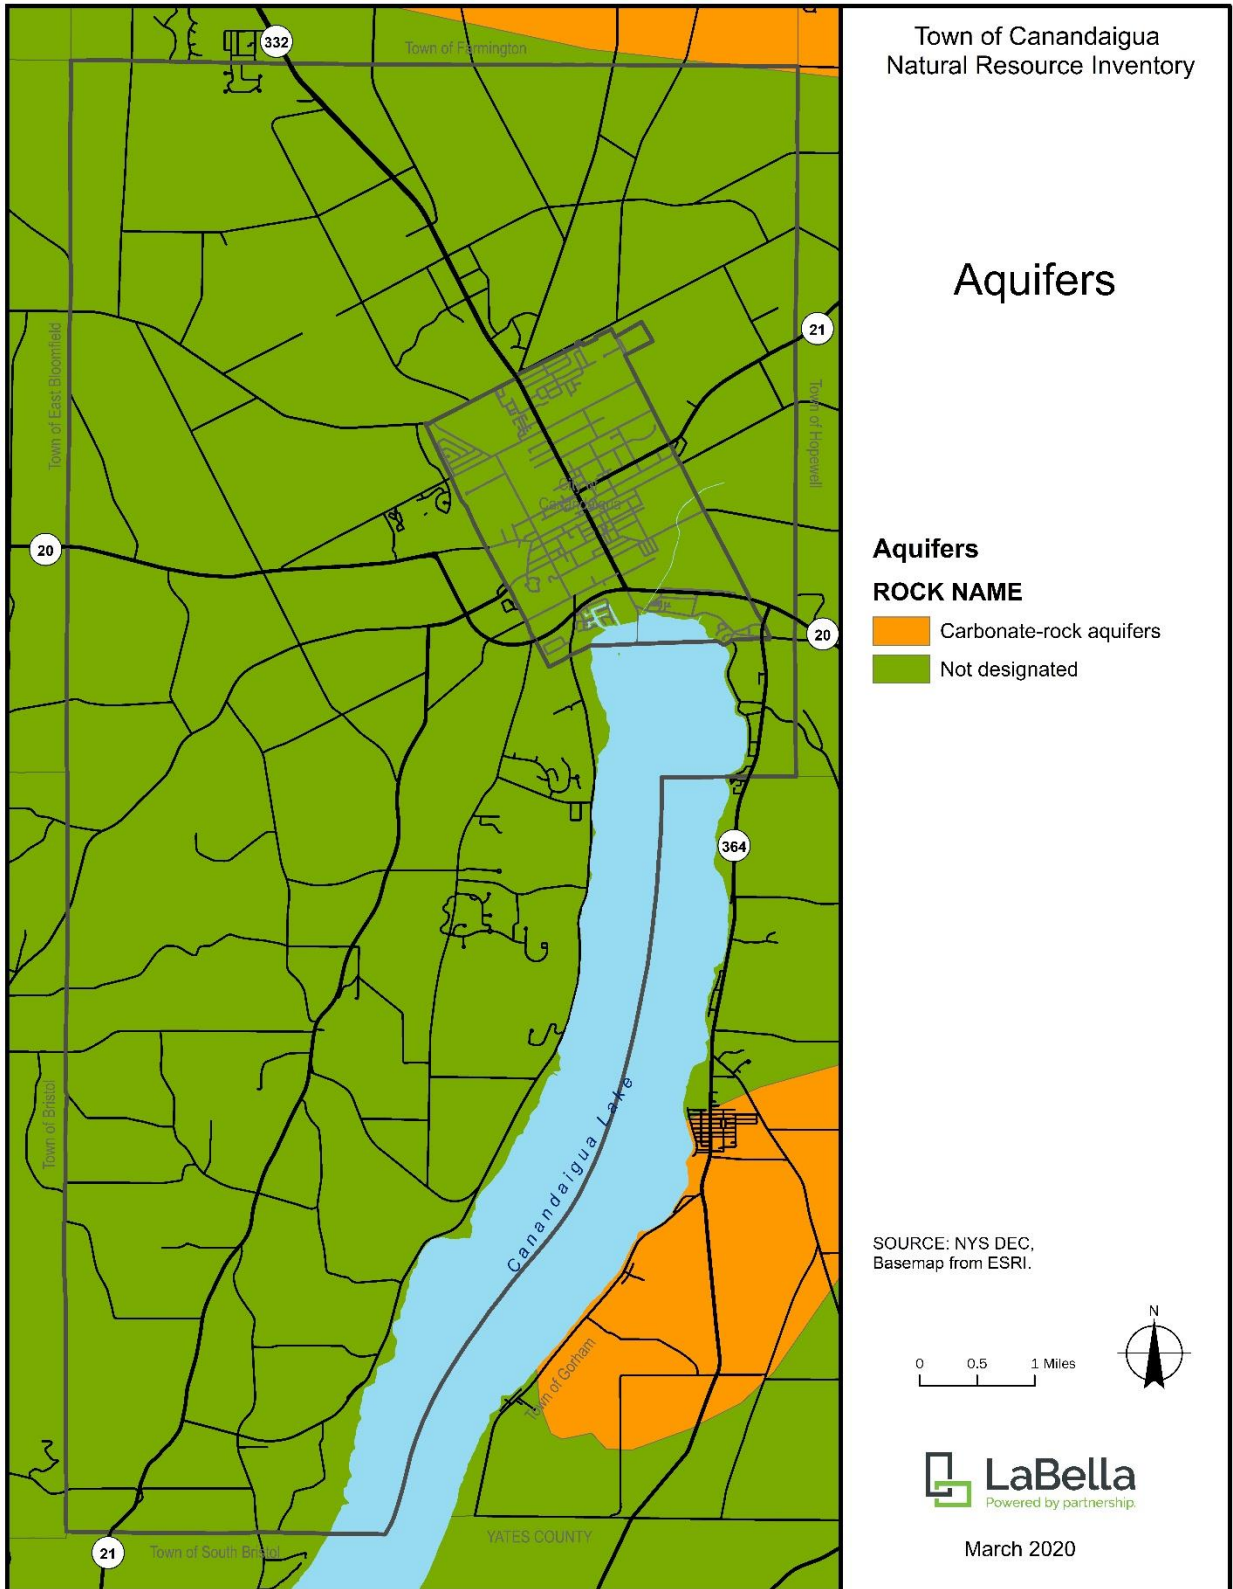 Town of Canandaigua
Natural Resource Inventory
Aquifers
Aquifers
ROCK NAME
Carbonate-rock aquifers
Not designated
SOURCE: NYS DEC,
Basemap from ESRI.
N
0 0.5 1 Miles
LaBella
Powered by partnership.
March 2020
332
Town of Farmington
21
Town of East Bloomfield
Town of Hopewell
City of
Canandaigua
20
20
364
Canandaigua Lake
Town of Bristol
Town of Gorham
YATES COUNTY
21
Town of South Bristol